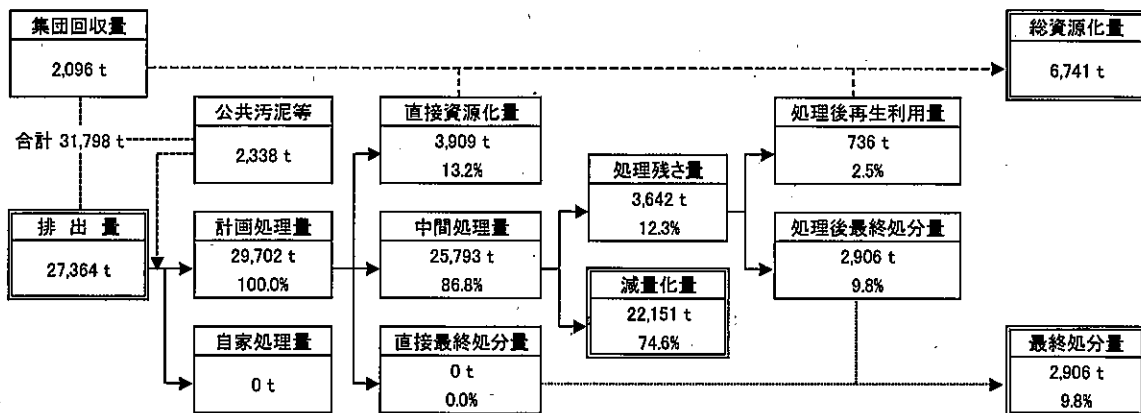 集団回収量
2,096 t
総資源化量
6,741 t
公共汚泥等
2,338 t
合計 31,798 t
直接資源化量
3,909 t
13.2%
処理後再生利用量
736 t
2.5%
処理残さ量
3,642 t
12.3%
排出量
27,364 t
計画処理量
29,702 t
100.0%
中間処理量
25,793 t
86.8%
処理後最終処分量
2,906 t
9.8%
減量化量
22,151 t
74.6%
自家処理量
0 t
直接最終処分量
0 t
0.0%
最終処分量
2,906 t
9.8%